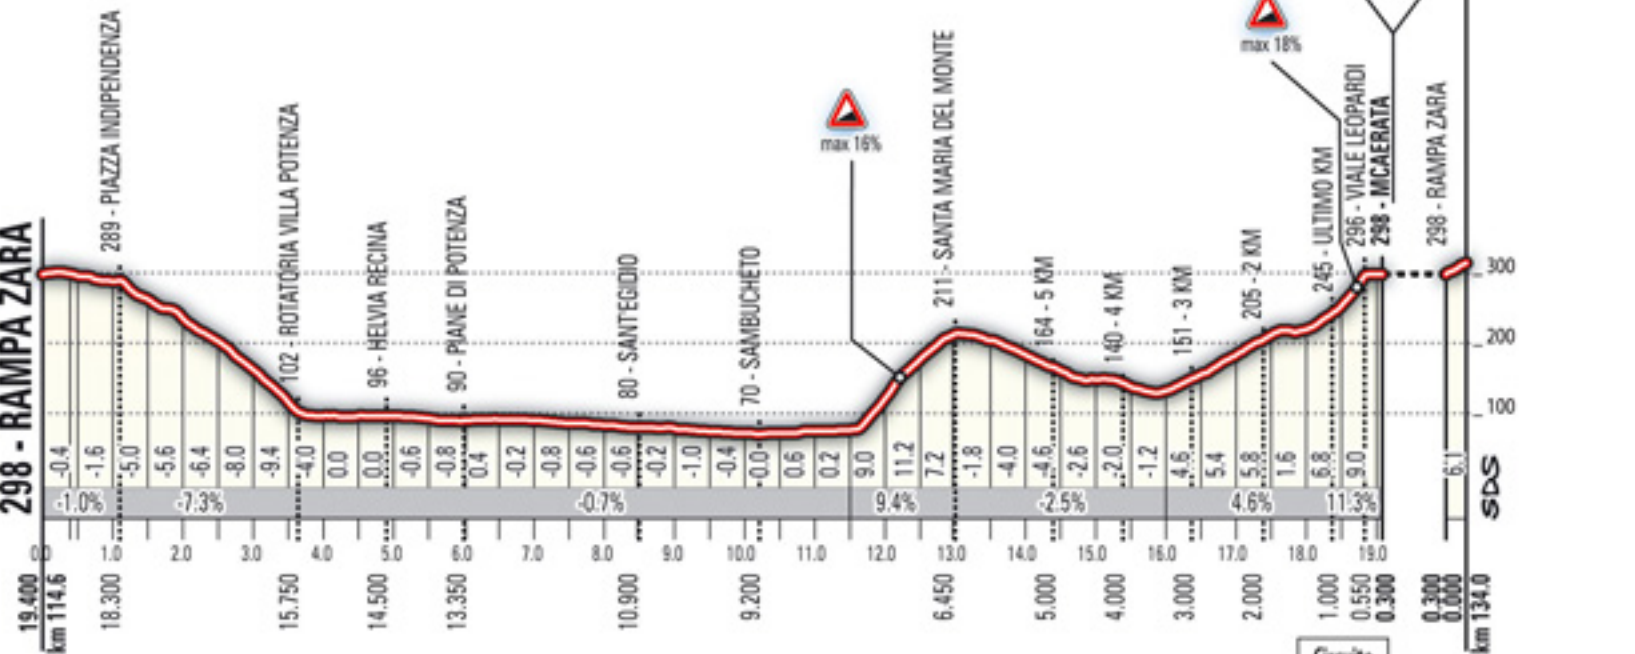 298 - RAMPA ZARA
289 - PIAZZA INDIPENDENZA
102 - ROTATORIA VILLA POTENZA
96 - HELVIA RECINA
90 - PIANE DI POTENZA
80 - SANT'EGIDIO
70 - SAMBUCHETO
max 16%
211 - SANTA MARIA DEL MONTE
164 - 5 KM
140 - 4 KM
151 - 3 KM
205 - 2 KM
max 18%
245 - ULTIMO KM
296 - VIALE LEOPARDI
298 - MCAERATA
298 - RAMPA ZARA
300
200
100
-0.4 -1.6 -5.0 -5.6 -6.4 -8.0 -9.4 -4.0 0.0 0.0 -0.6 -0.8 0.4 -0.2 -0.8 -0.6 -0.6 -0.2 -1.0 -0.4 -0.0 0.6 0.2 9.0 11.2 7.2 -1.8 -4.0 -4.6 -2.6 -2.0 -1.2 4.6 5.4 5.8 1.6 6.8 9.0 6.1
-1.0% -7.3% -0.7% 9.4% -2.5% 4.6% 11.3%
SDS
0.0 1.0 2.0 3.0 4.0 5.0 6.0 7.0 8.0 9.0 10.0 11.0 12.0 13.0 14.0 15.0 16.0 17.0 18.0 19.0
19.400 18.300 15.750 14.500 13.350 10.900 9.200 6.450 5.000 4.000 3.000 2.000 1.000 0.550 0.300 0.300 0.000
km 114.6
km 134.0